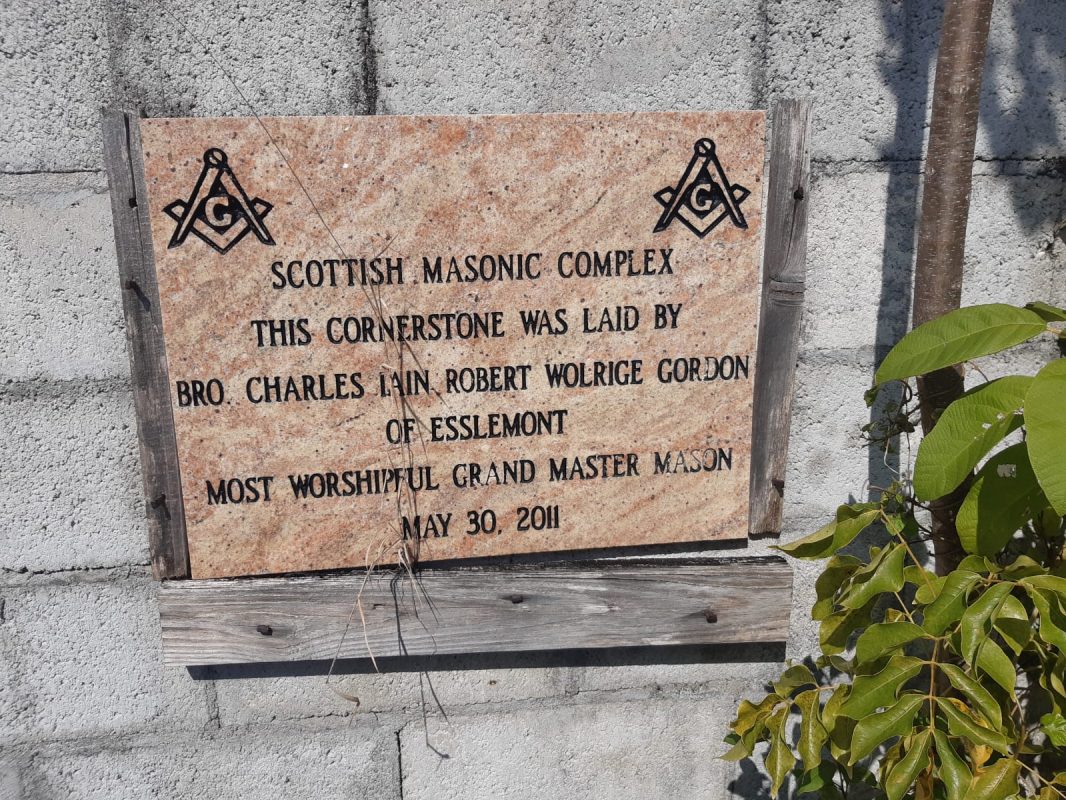 G G
SCOTTISH MASONIC COMPLEX
THIS CORNERSTONE WAS LAID BY
BRO. CHARLES IAIN ROBERT WOLRIGE GORDON
OF ESSLEMONT
MOST WORSHIPFUL GRAND MASTER MASON
MAY 30, 2011